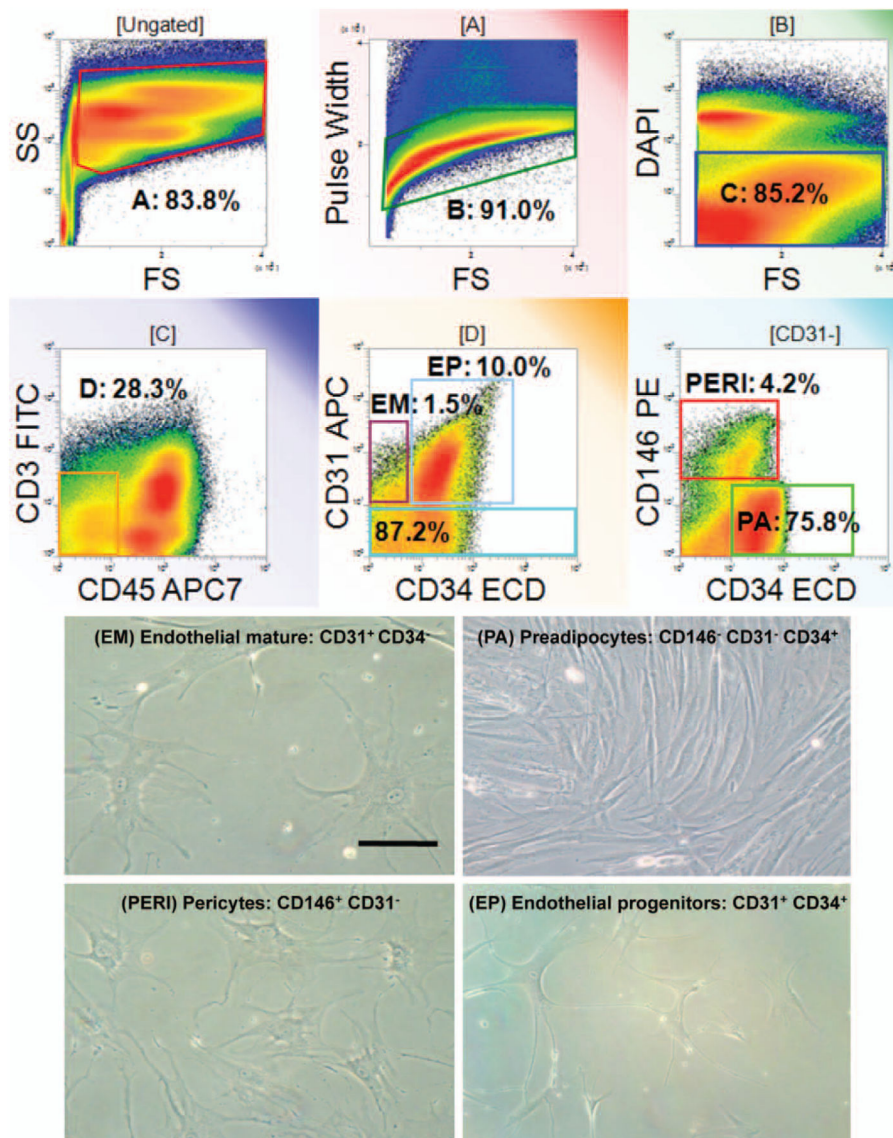 [Ungated]
SS
A: 83.8%
FS
[A]
Pulse Width
B: 91.0%
FS
[B]
DAPI
C: 85.2%
FS
[C]
CD3 FITC
D: 28.3%
CD45 APC7
[D]
CD31 APC
EP: 10.0%
EM: 1.5%
87.2%
CD34 ECD
[CD31-]
CD146 PE
PERI: 4.2%
PA: 75.8%
CD34 ECD
(EM) Endothelial mature: CD31⁺ CD34⁻
(PA) Preadipocytes: CD146⁻ CD31⁻ CD34⁺
(PERI) Pericytes: CD146⁺ CD31⁻
(EP) Endothelial progenitors: CD31⁺ CD34⁺